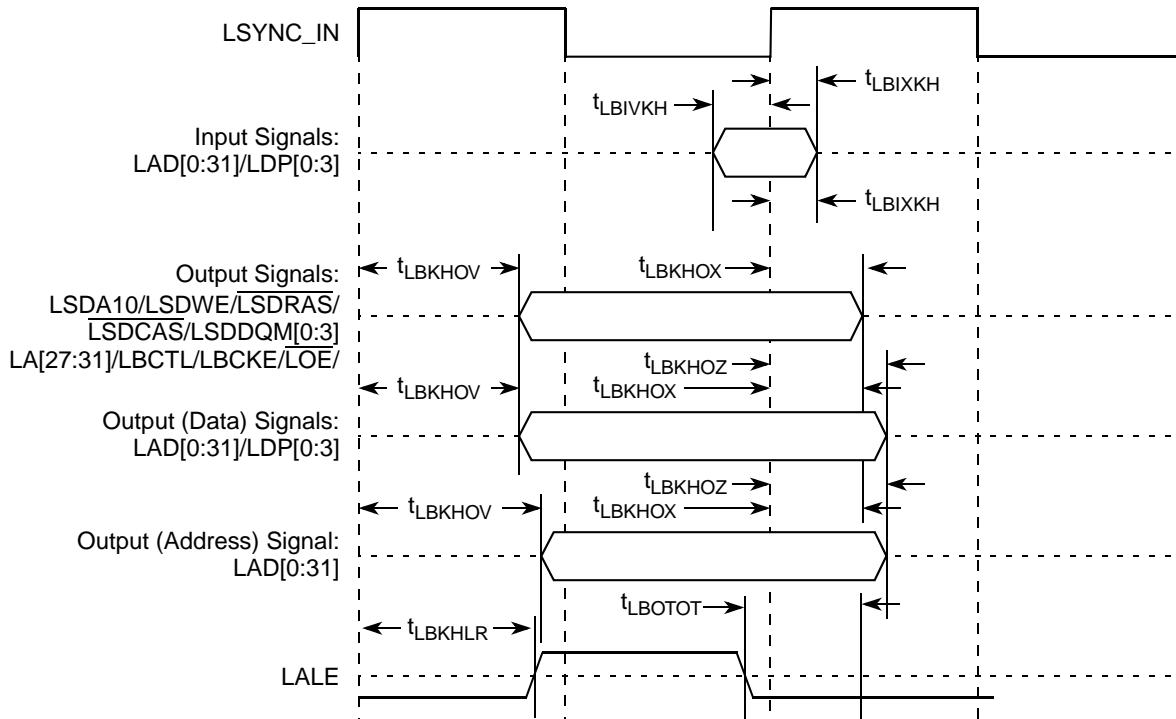 LSYNC_IN
tLBIXKH
tLBIVKH
Input Signals:
LAD[0:31]/LDP[0:3]
tLBIXKH
Output Signals:
tLBKHOV
tLBKHOX
LSDA10/LSDWE/LSDRAS/
LSDCAS/LSDDQM[0:3]
LA[27:31]/LBCTL/LBCKE/LOE/
tLBKHOZ
tLBKHOV
tLBKHOX
Output (Data) Signals:
LAD[0:31]/LDP[0:3]
tLBKHOZ
tLBKHOV
tLBKHOX
Output (Address) Signal:
LAD[0:31]
tLBOTOT
tLBKHLR
LALE